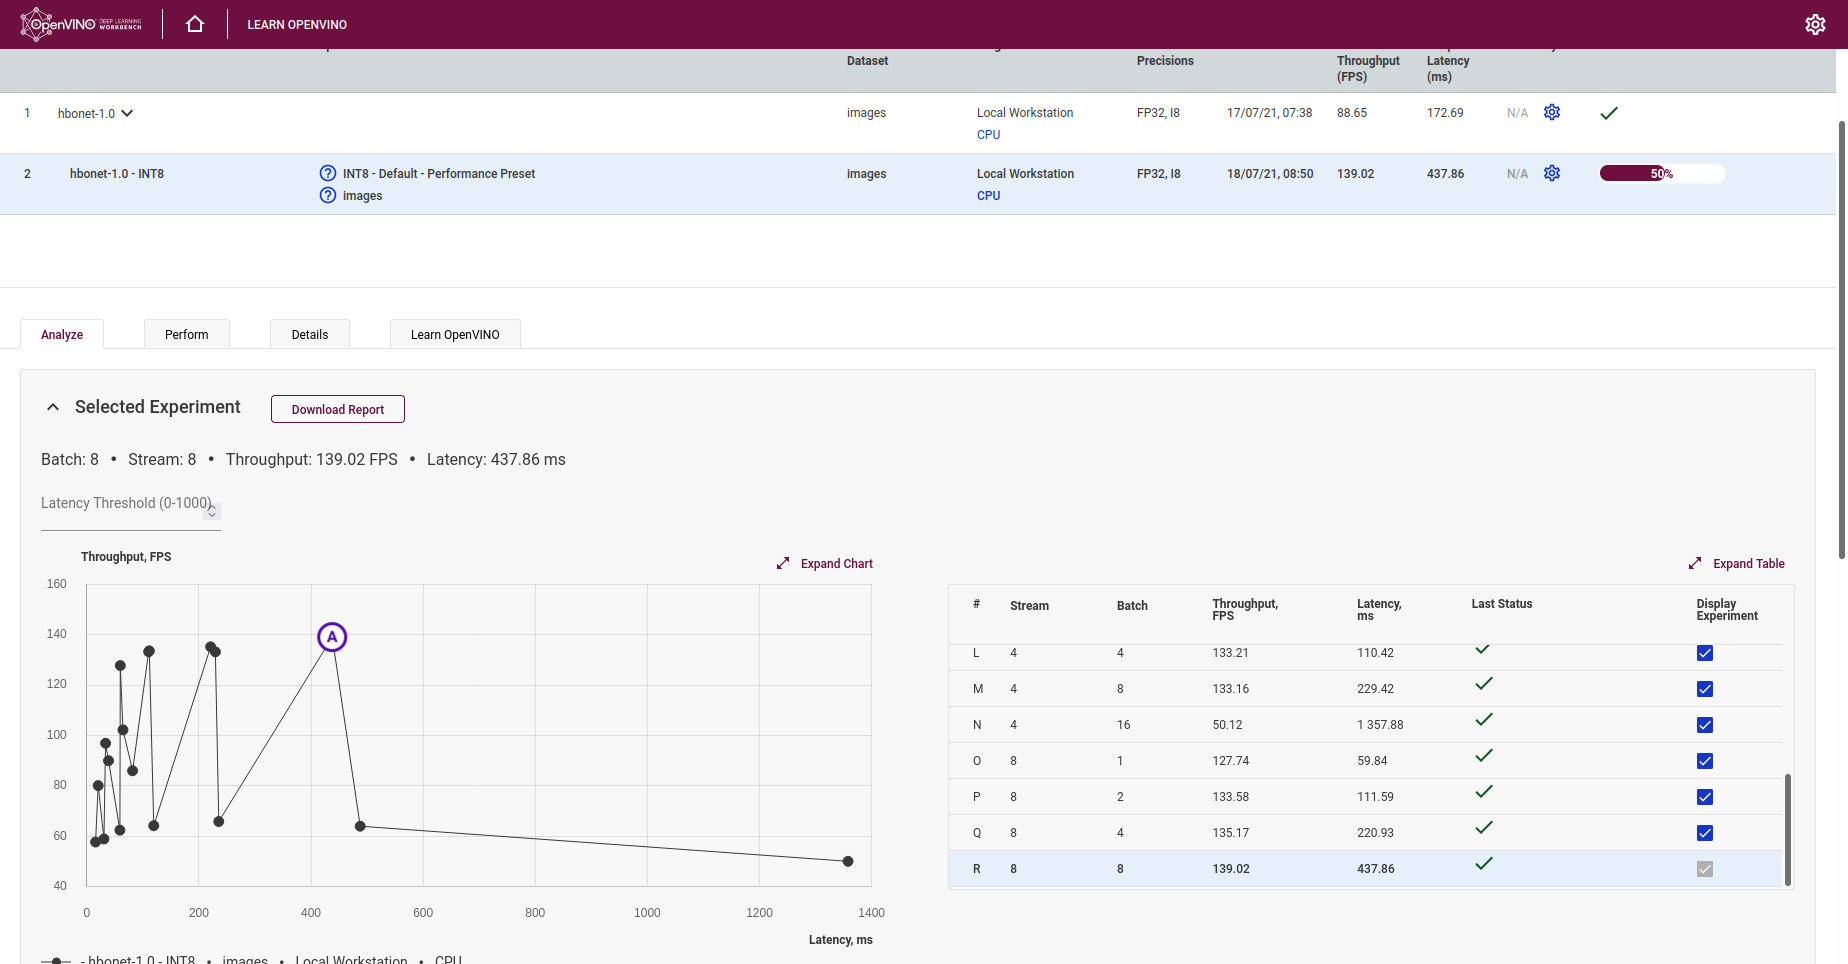 OpenVINO DEEP LEARNING WORKBENCH LEARN OPENVINO
Dataset Precisions Throughput (FPS) Latency (ms)
1 hbonet-1.0 images Local Workstation FP32, I8 17/07/21, 07:38 88.65 172.69 N/A
CPU
2 hbonet-1.0 - INT8 INT8 - Default - Performance Preset images Local Workstation FP32, I8 18/07/21, 08:50 139.02 437.86 N/A 50%
images CPU
Analyze Perform Details Learn OpenVINO
Selected Experiment Download Report
Batch: 8 • Stream: 8 • Throughput: 139.02 FPS • Latency: 437.86 ms
Latency Threshold (0-1000)
Throughput, FPS Expand Chart
160
140
120
100
80
60
40
A
0 200 400 600 800 1000 1200 1400
Latency, ms
- hbonet-1.0 - INT8 • images • Local Workstation • CPU
Expand Table
# Stream Batch Throughput, FPS Latency, ms Last Status Display Experiment
L 4 4 133.21 110.42
M 4 8 133.16 229.42
N 4 16 50.12 1 357.88
O 8 1 127.74 59.84
P 8 2 133.58 111.59
Q 8 4 135.17 220.93
R 8 8 139.02 437.86